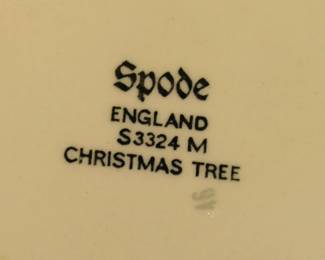 Spode
ENGLAND
S3324 M
CHRISTMAS TREE